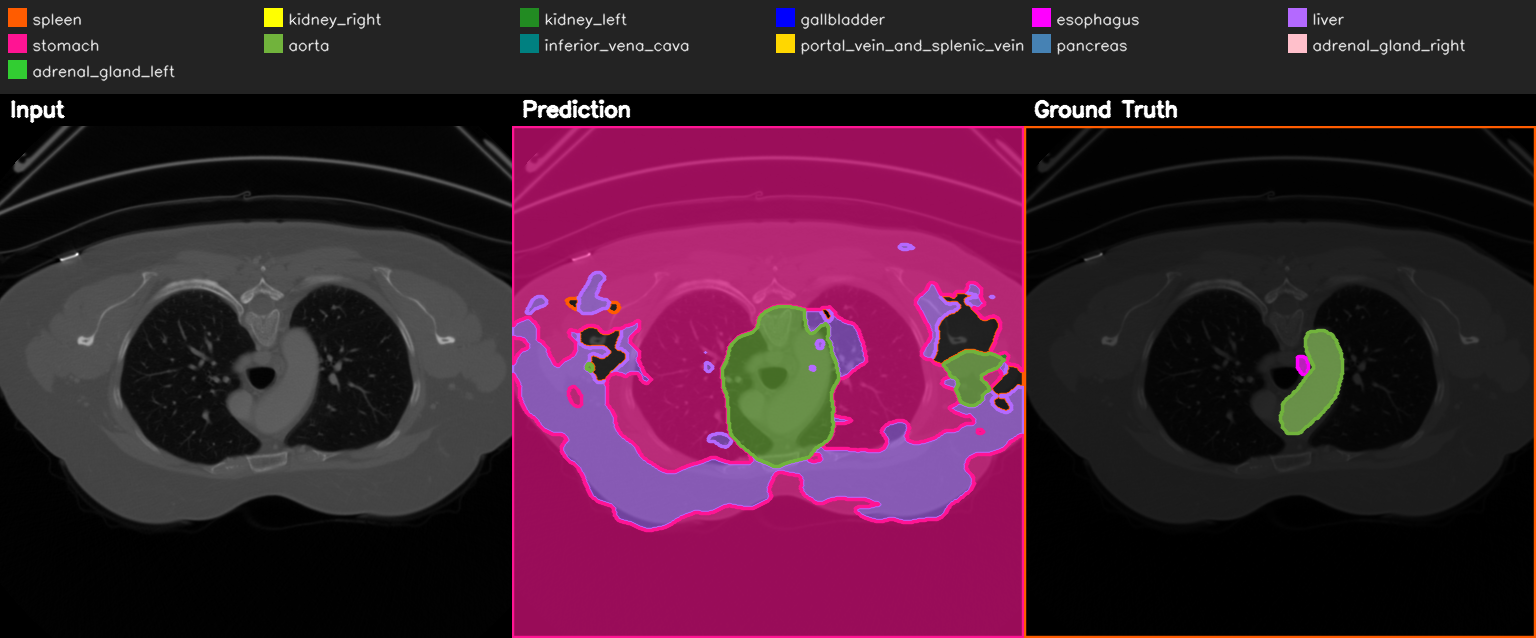 spleen kidney_right kidney_left gallbladder esophagus liver
stomach aorta inferior_vena_cava portal_vein_and_splenic_vein pancreas adrenal_gland_right
adrenal_gland_left
Input Prediction Ground Truth